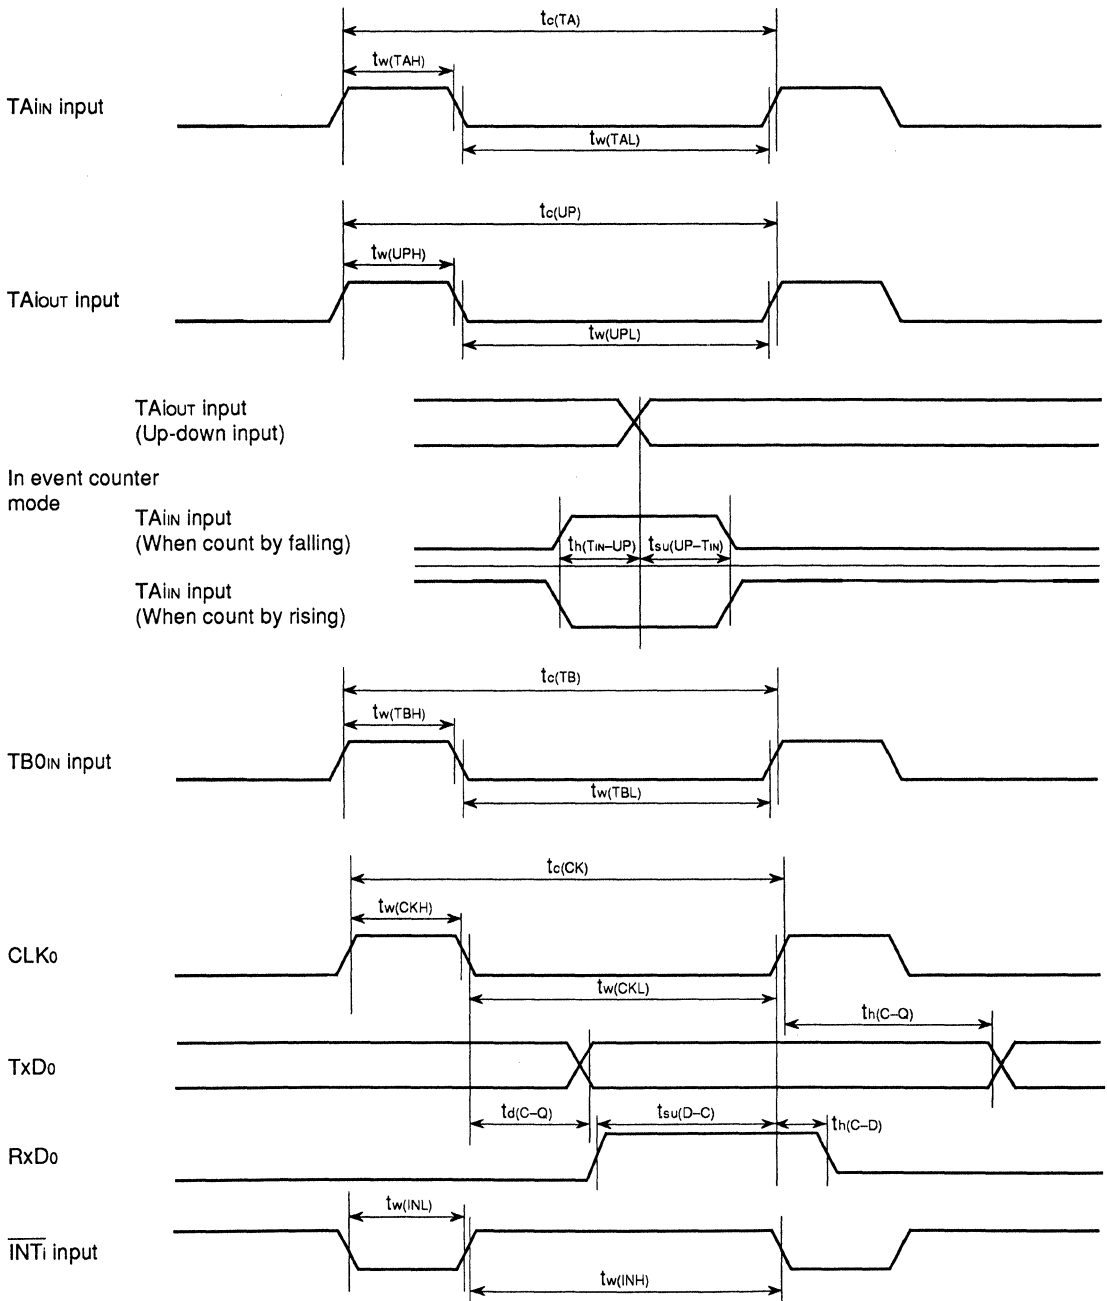 tc(TA)
tw(TAH)
TAiIN input
tw(TAL)
tc(UP)
tw(UPH)
TAiOUT input
tw(UPL)
TAiOUT input
(Up-down input)
In event counter
mode
TAiIN input
(When count by falling)
th(TIN–UP)
tsu(UP–TIN)
TAiIN input
(When count by rising)
tc(TB)
tw(TBH)
TB0IN input
tw(TBL)
tc(CK)
tw(CKH)
CLK0
tw(CKL)
th(C–Q)
TxD0
td(C–Q)
tsu(D–C)
th(C–D)
RxD0
tw(INL)
INTi input
tw(INH)